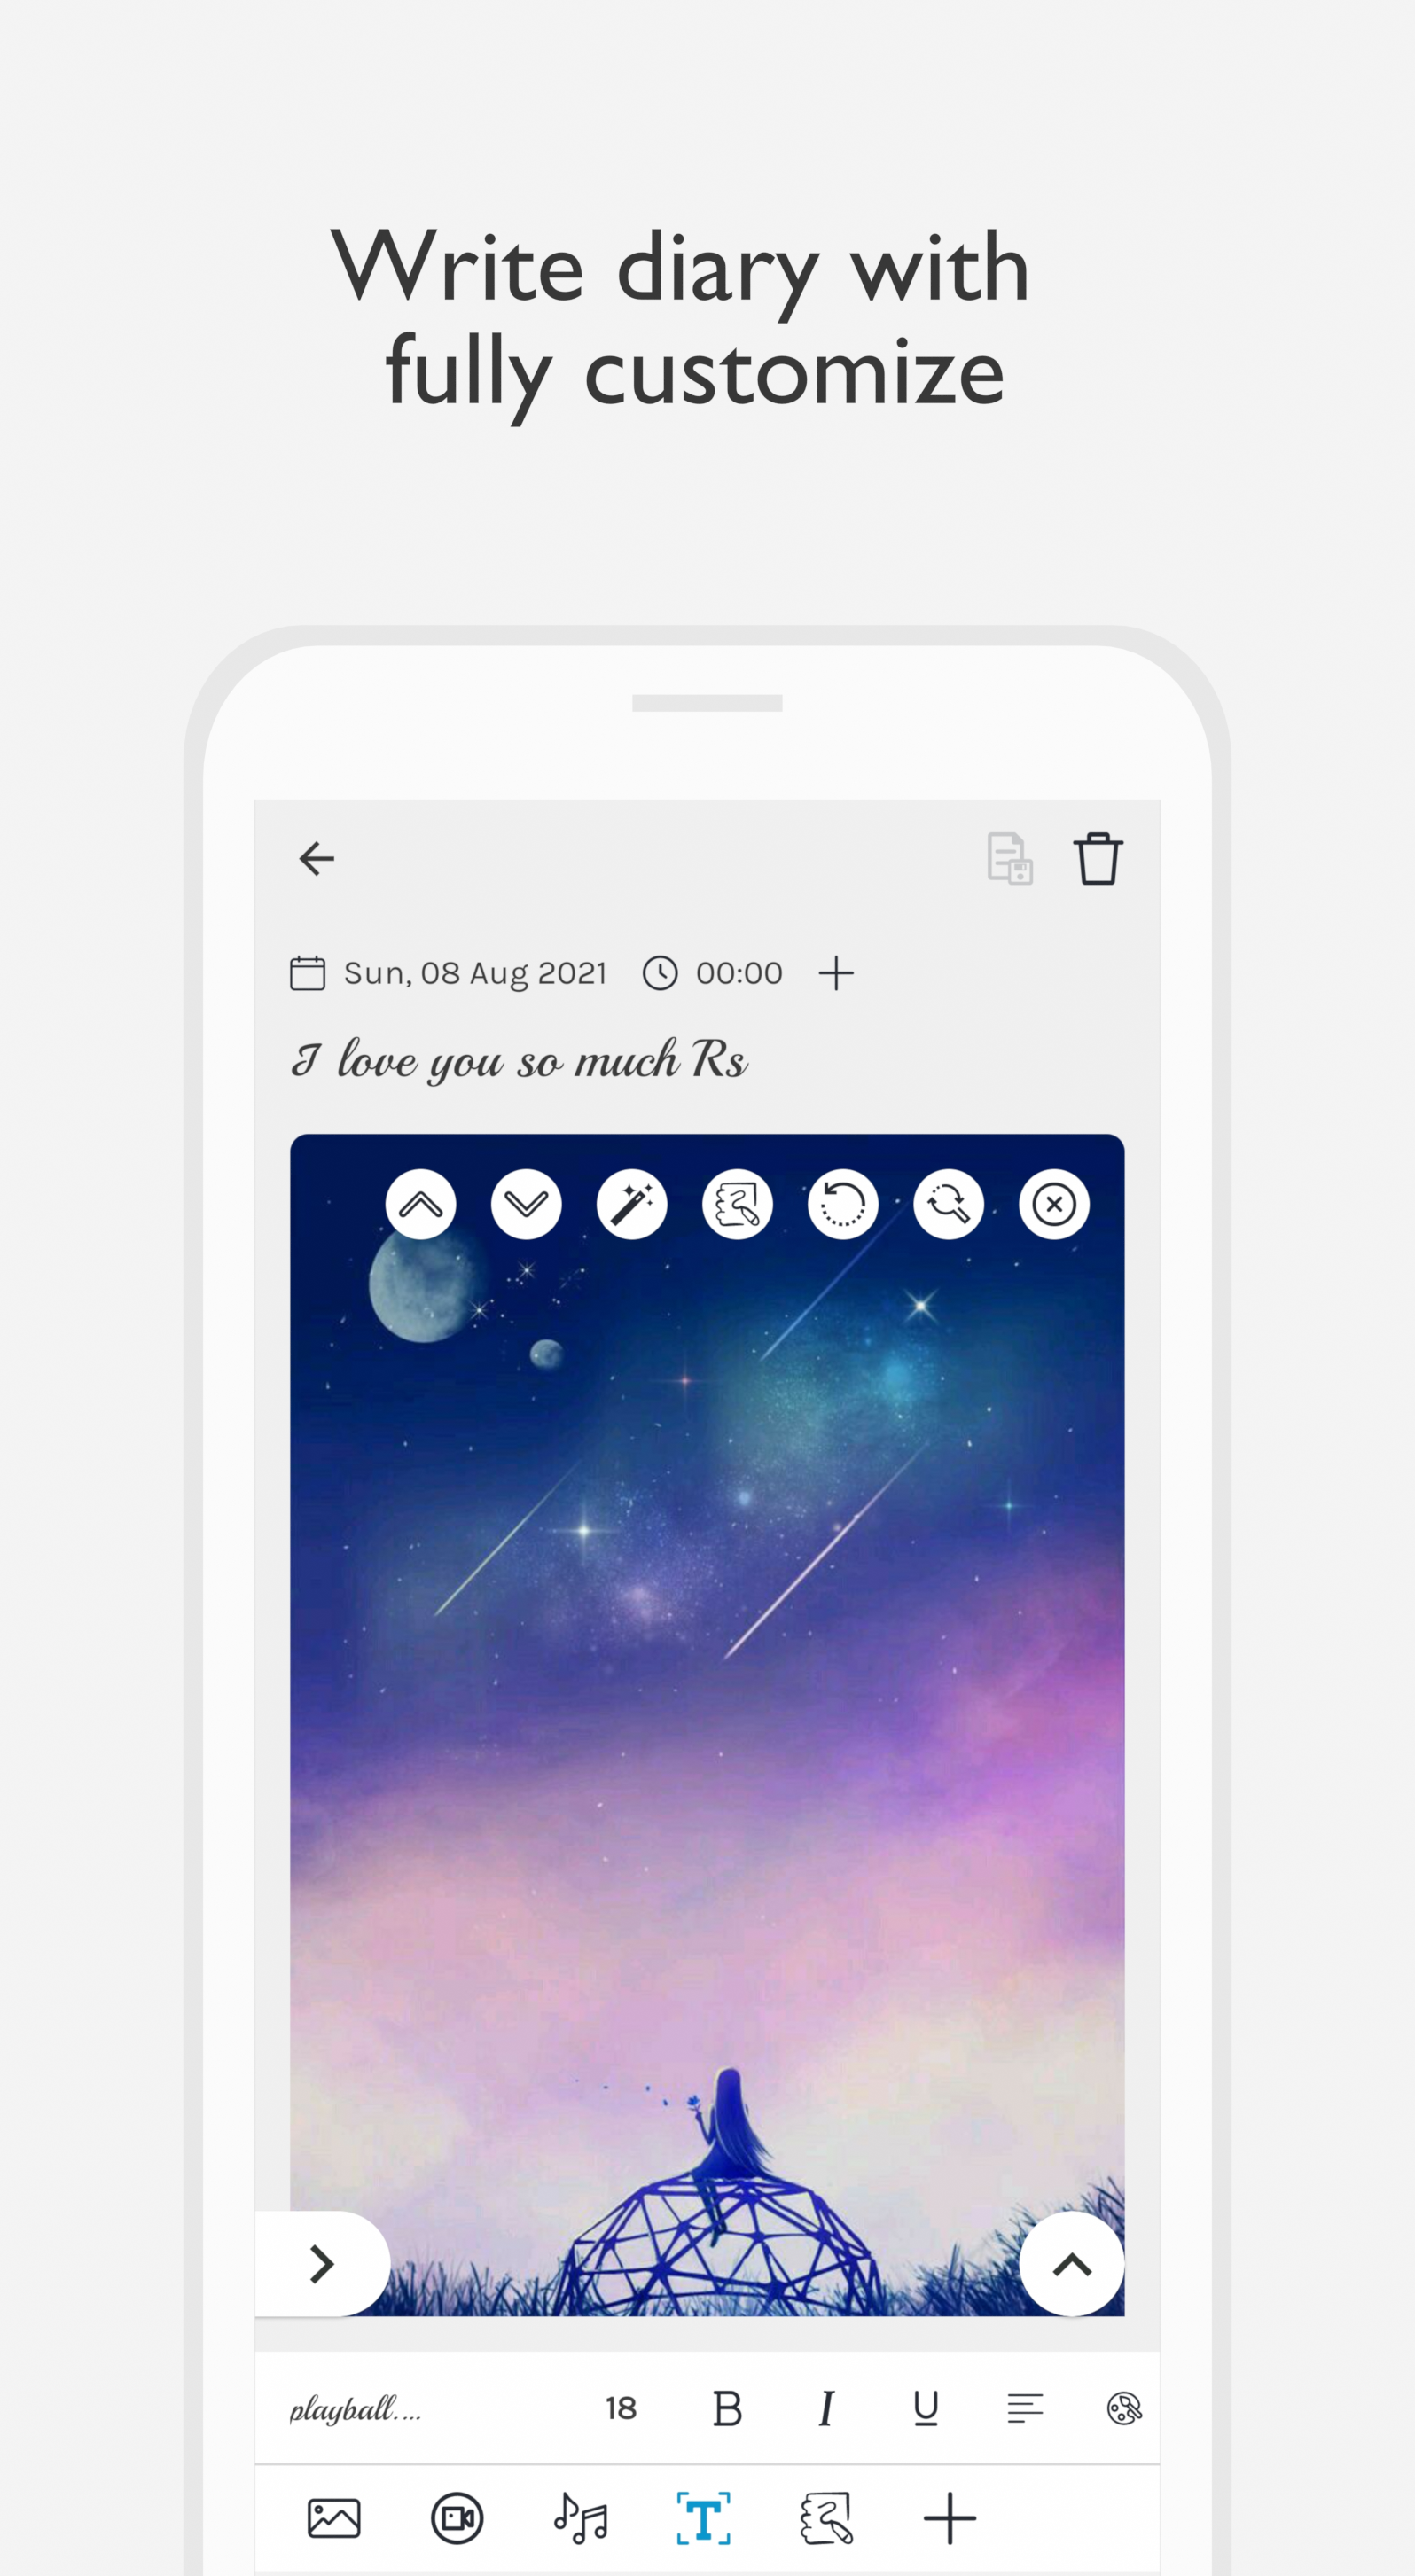 Write diary with
fully customize
Sun, 08 Aug 2021 00:00
I love you so much Rs
playball....
18 B I U
T